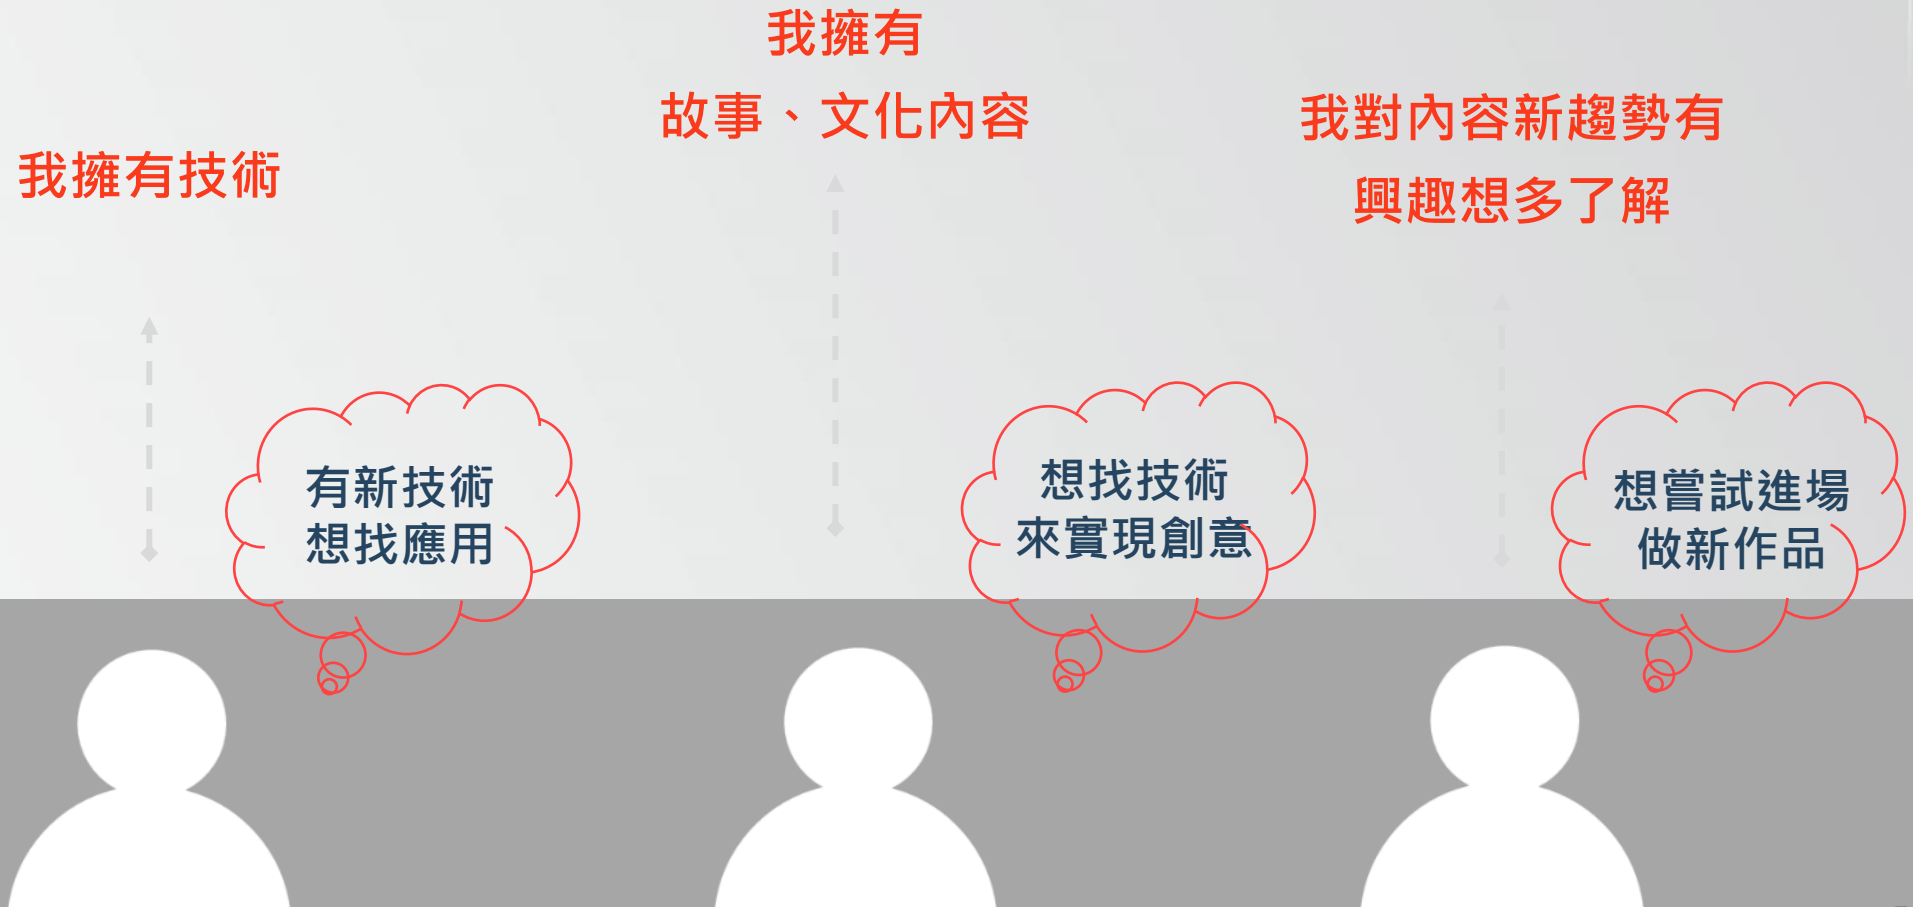 我擁有技術
有新技術
想找應用
我擁有
故事、文化內容
想找技術
來實現創意
我對內容新趨勢有
興趣想多了解
想嘗試進場
做新作品